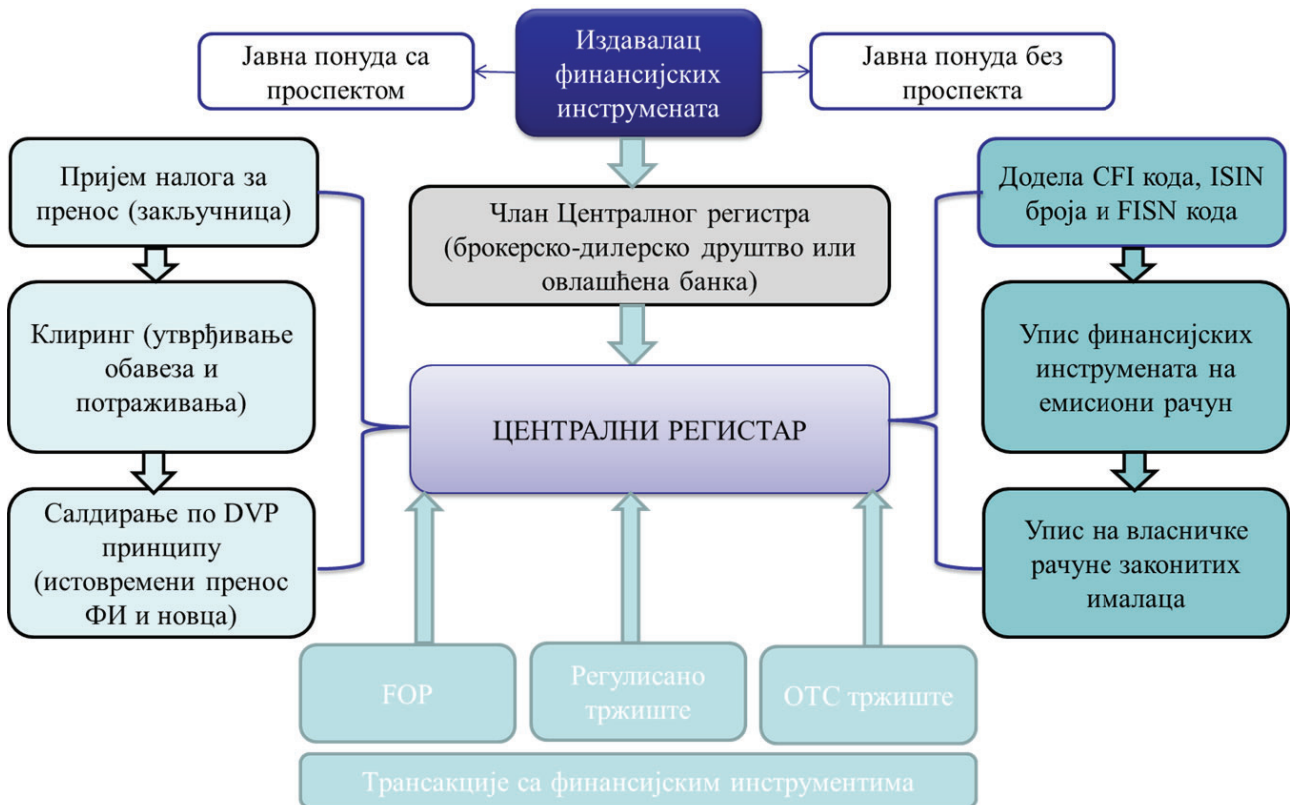 Издавалац
финансијских
инструмената
Јавна понуда са
проспектом
Јавна понуда без
проспекта
Пријем налога за
пренос (закључница)
Клиринг (утврђивање
обавеза и
потраживања)
Салдирање по DVP
принципу
(истовремени пренос
ФИ и новца)
Члан Централног регистра
(брокерско-дилерско друштво или
овлашћена банка)
ЦЕНТРАЛНИ РЕГИСТАР
Додела CFI кода, ISIN
броја и FISN кода
Упис финансијских
инструмената на
емисиони рачун
Упис на власничке
рачуне законитих
ималаца
FOP
Регулисано
тржиште
ОТС тржиште
Трансакције са финансијским инструментима